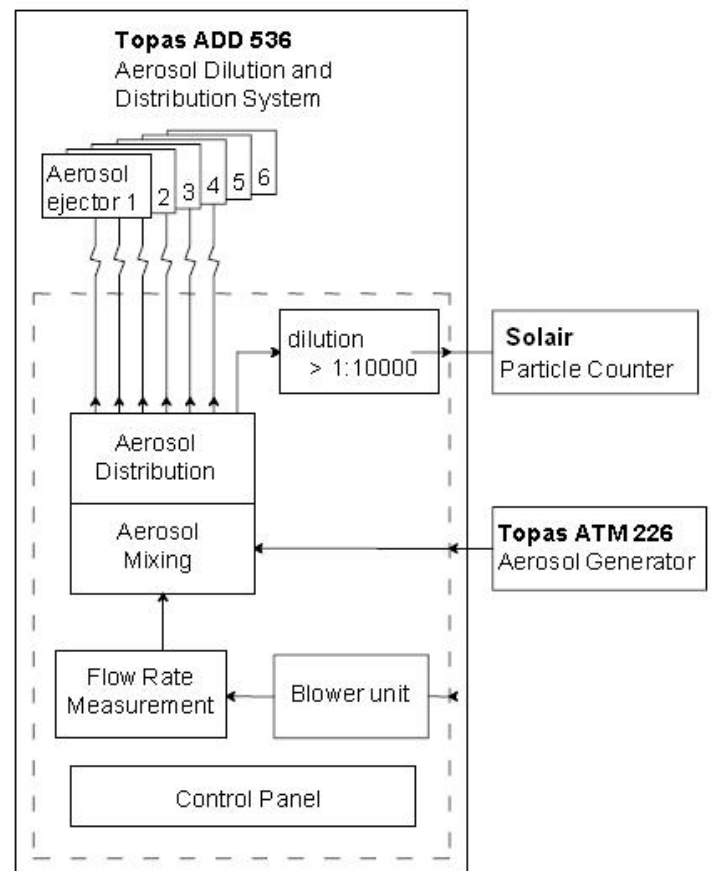 Topas ADD 536
Aerosol Dilution and
Distribution System
Aerosol
ejector 1
2
3
4
5
6
dilution
> 1:10000
Solair
Particle Counter
Aerosol
Distribution
Aerosol
Mixing
Topas ATM 226
Aerosol Generator
Flow Rate
Measurement
Blower unit
Control Panel